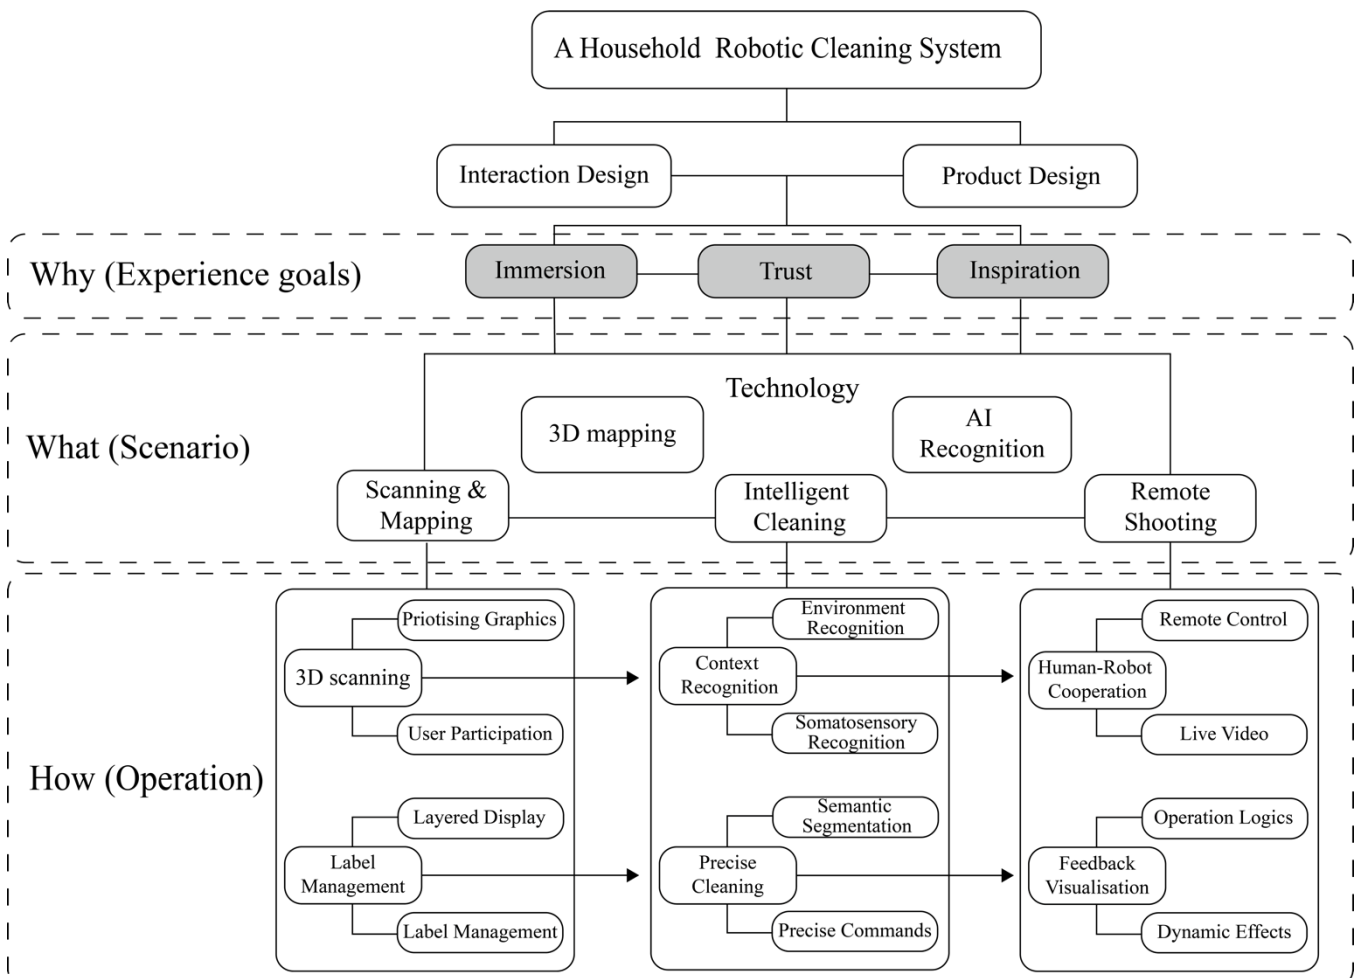 A Household Robotic Cleaning System
Interaction Design
Product Design
Why (Experience goals)
Immersion
Trust
Inspiration
What (Scenario)
Technology
3D mapping
AI
Recognition
Scanning &
Mapping
Intelligent
Cleaning
Remote
Shooting
How (Operation)
Priotising Graphics
3D scanning
User Participation
Layered Display
Label
Management
Label Management
Environment
Recognition
Context
Recognition
Somatosensory
Recognition
Semantic
Segmentation
Precise
Cleaning
Precise Commands
Remote Control
Human-Robot
Cooperation
Live Video
Operation Logics
Feedback
Visualisation
Dynamic Effects